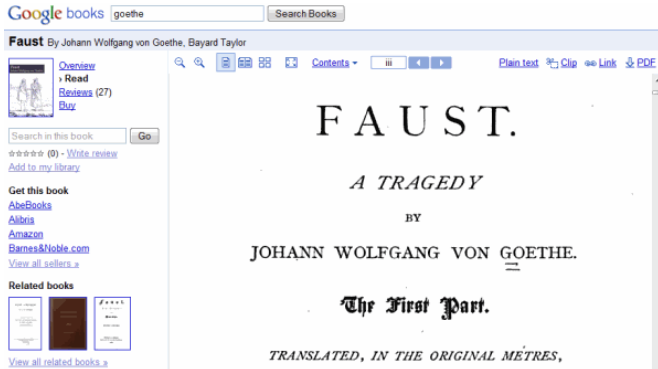 Google books goethe Search Books
Faust By Johann Wolfgang von Goethe, Bayard Taylor
Overview
› Read
Reviews (27)
Buy
Search in this book Go
(0) - Write review
Add to my library
Get this book
AbeBooks
Alibris
Amazon
Barnes&Noble.com
View all sellers »
Related books
View all related books »
Contents iii Plain text Clip Link PDF
FAUST.
A TRAGEDY
BY
JOHANN WOLFGANG VON GOETHE.
The First Part.
TRANSLATED, IN THE ORIGINAL METRES,